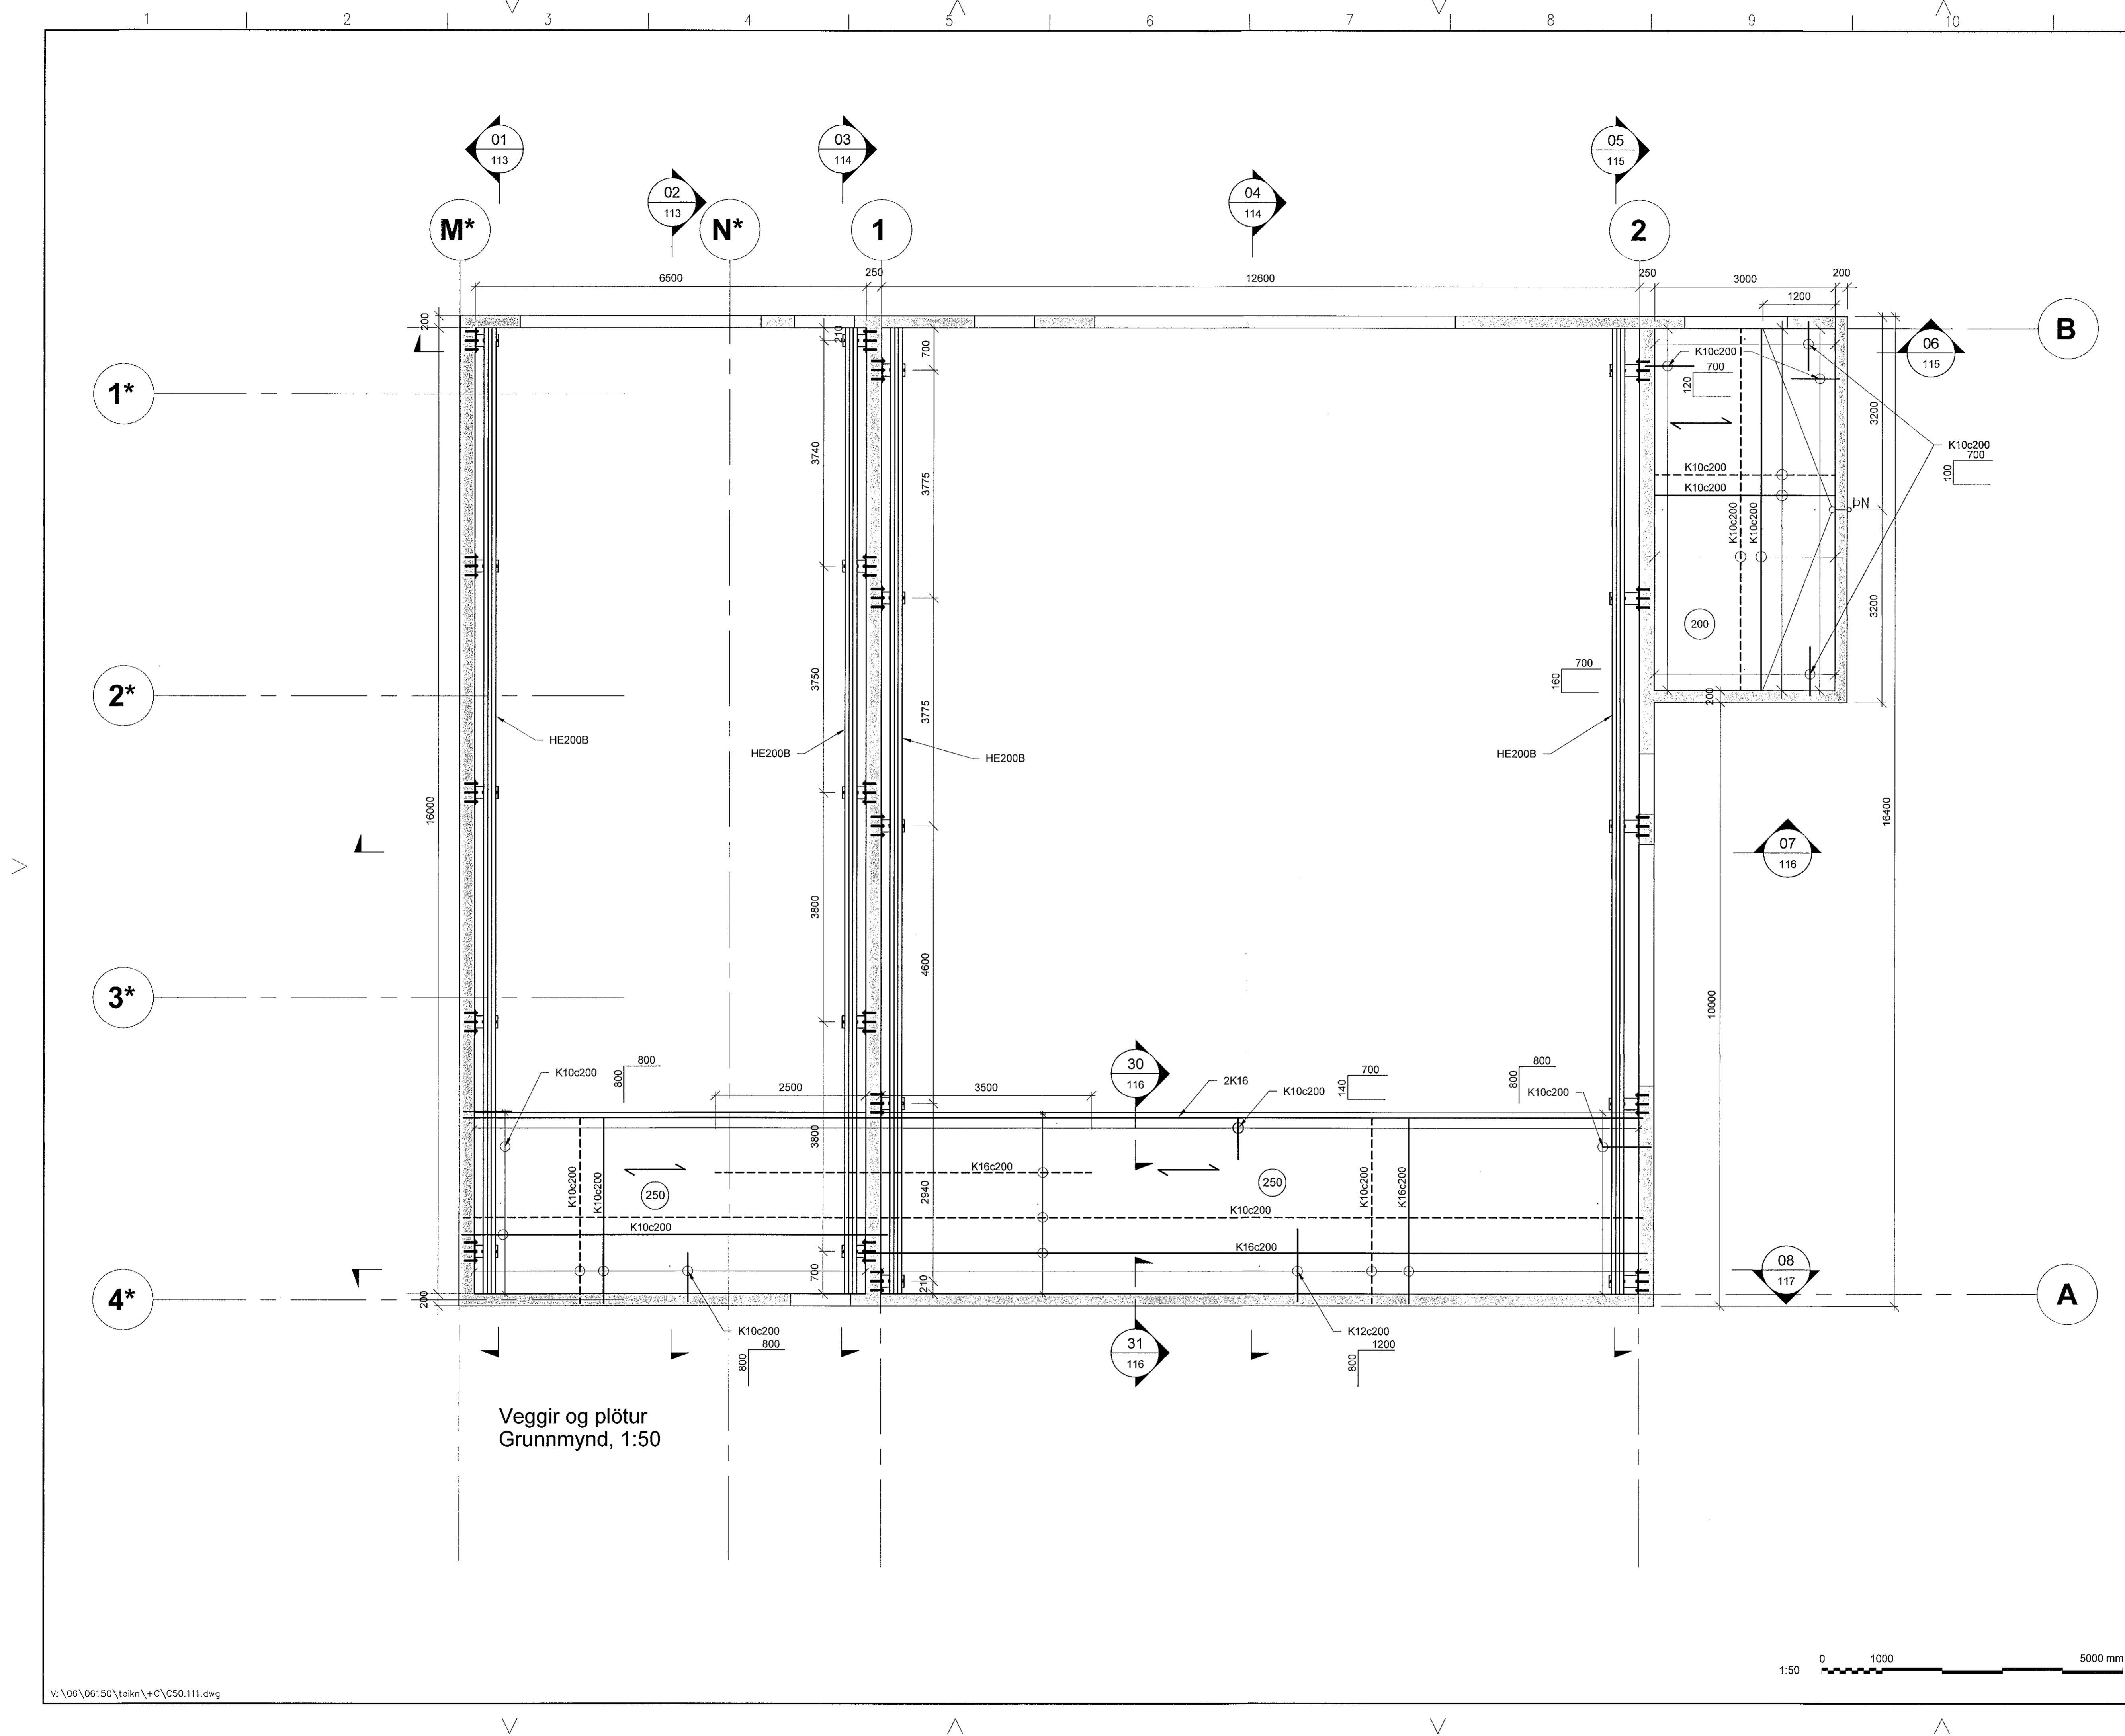 1 2 3 4 5 6 7 8 9 10
01
113
03
114
05
115
02
113
04
114
M*
N*
1
2
6500
250
12600
250
3000
200
1200
200
210
700
B
06
115
1*
K10c200
700
120
3200
3740
3775
K10c200
700
100
K10c200
K10c200
ÞN
K10c200
K10c200
3200
200
2*
3750
3775
700
160
200
HE200B
HE200B
HE200B
HE200B
16000
16400
07
116
3800
4600
3*
10000
30
116
K10c200
800
800
2500
3500
2K16
K10c200
700
140
800
800
K10c200
3800
K16c200
K10c200
K10c200
250
2940
250
K10c200
K16c200
K10c200
K10c200
K16c200
700
210
08
117
4*
200
A
K10c200
800
800
31
116
K12c200
1200
800
Veggir og plötur
Grunnmynd, 1:50
1:50
0 1000 5000 mm
V:\06\06150\teikn\+C\C50.111.dwg